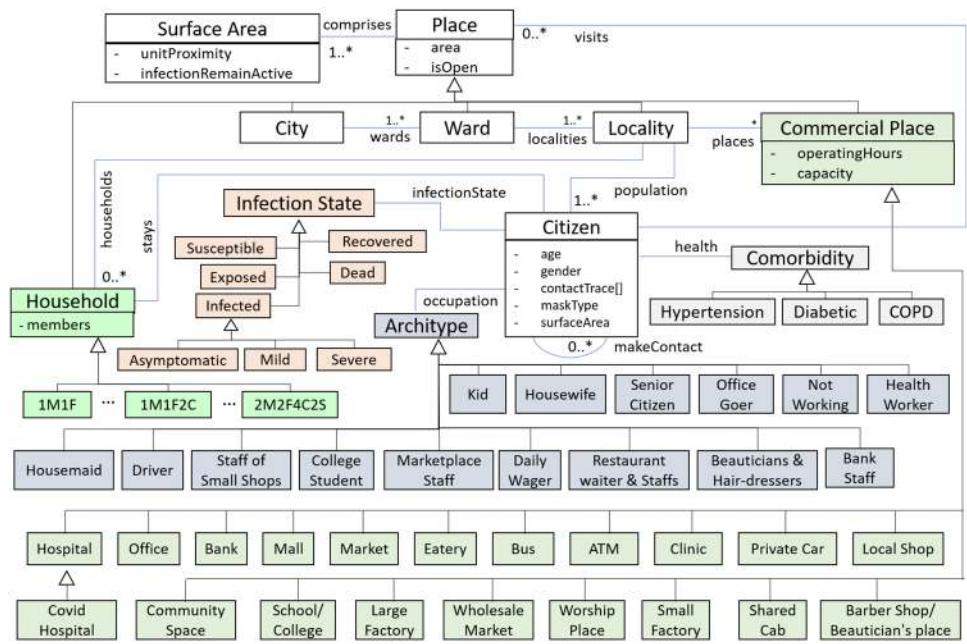 Surface Area
- unitProximity
- infectionRemainActive
comprises
1..*
Place
- area
- isOpen
0..*
visits
City
1..*
wards
Ward
1..*
localities
Locality
*
places
Commercial Place
- operatingHours
- capacity
households
0..*
stays
Infection State
infectionState
population
1..*
Susceptible
Recovered
Exposed
Dead
Infected
Asymptomatic
Mild
Severe
Citizen
- age
- gender
- contactTrace[]
- maskType
- surfaceArea
health
Comorbidity
Hypertension
Diabetic
COPD
Household
- members
occupation
Architype
0..*
makeContact
1M1F
...
1M1F2C
...
2M2F4C2S
Kid
Housewife
Senior
Citizen
Office
Goer
Not
Working
Health
Worker
Housemaid
Driver
Staff of
Small Shops
College
Student
Marketplace
Staff
Daily
Wager
Restaurant
waiter & Staffs
Beauticians &
Hair-dressers
Bank
Staff
Hospital
Office
Bank
Mall
Market
Eatery
Bus
ATM
Clinic
Private Car
Local Shop
Covid
Hospital
Community
Space
School/
College
Large
Factory
Wholesale
Market
Worship
Place
Small
Factory
Shared
Cab
Barber Shop/
Beautician's place